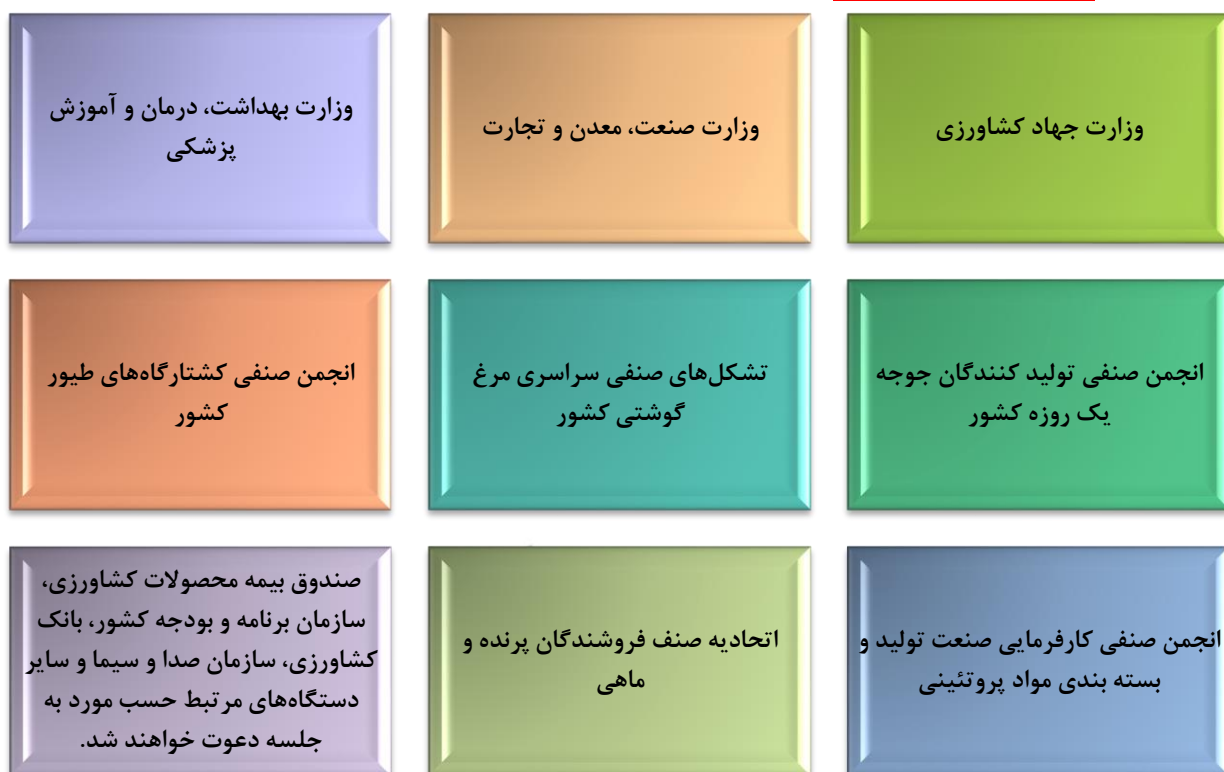 وزارت جهاد کشاورزی
وزارت صنعت، معدن و تجارت
وزارت بهداشت، درمان و آموزش
پزشکی
انجمن صنفی تولید کنندگان جوجه
یک روزه کشور
تشکل‌های صنفی سراسری مرغ
گوشتی کشور
انجمن صنفی کشتارگاه‌های طیور
کشور
انجمن صنفی کارفرمایی صنعت تولید و
بسته بندی مواد پروتئینی
اتحادیه صنف فروشندگان پرنده و
ماهی
صندوق بیمه محصولات کشاورزی،
سازمان برنامه و بودجه کشور، بانک
کشاورزی، سازمان صدا و سیما و سایر
دستگاه‌های مرتبط حسب مورد به
جلسه دعوت خواهند شد.